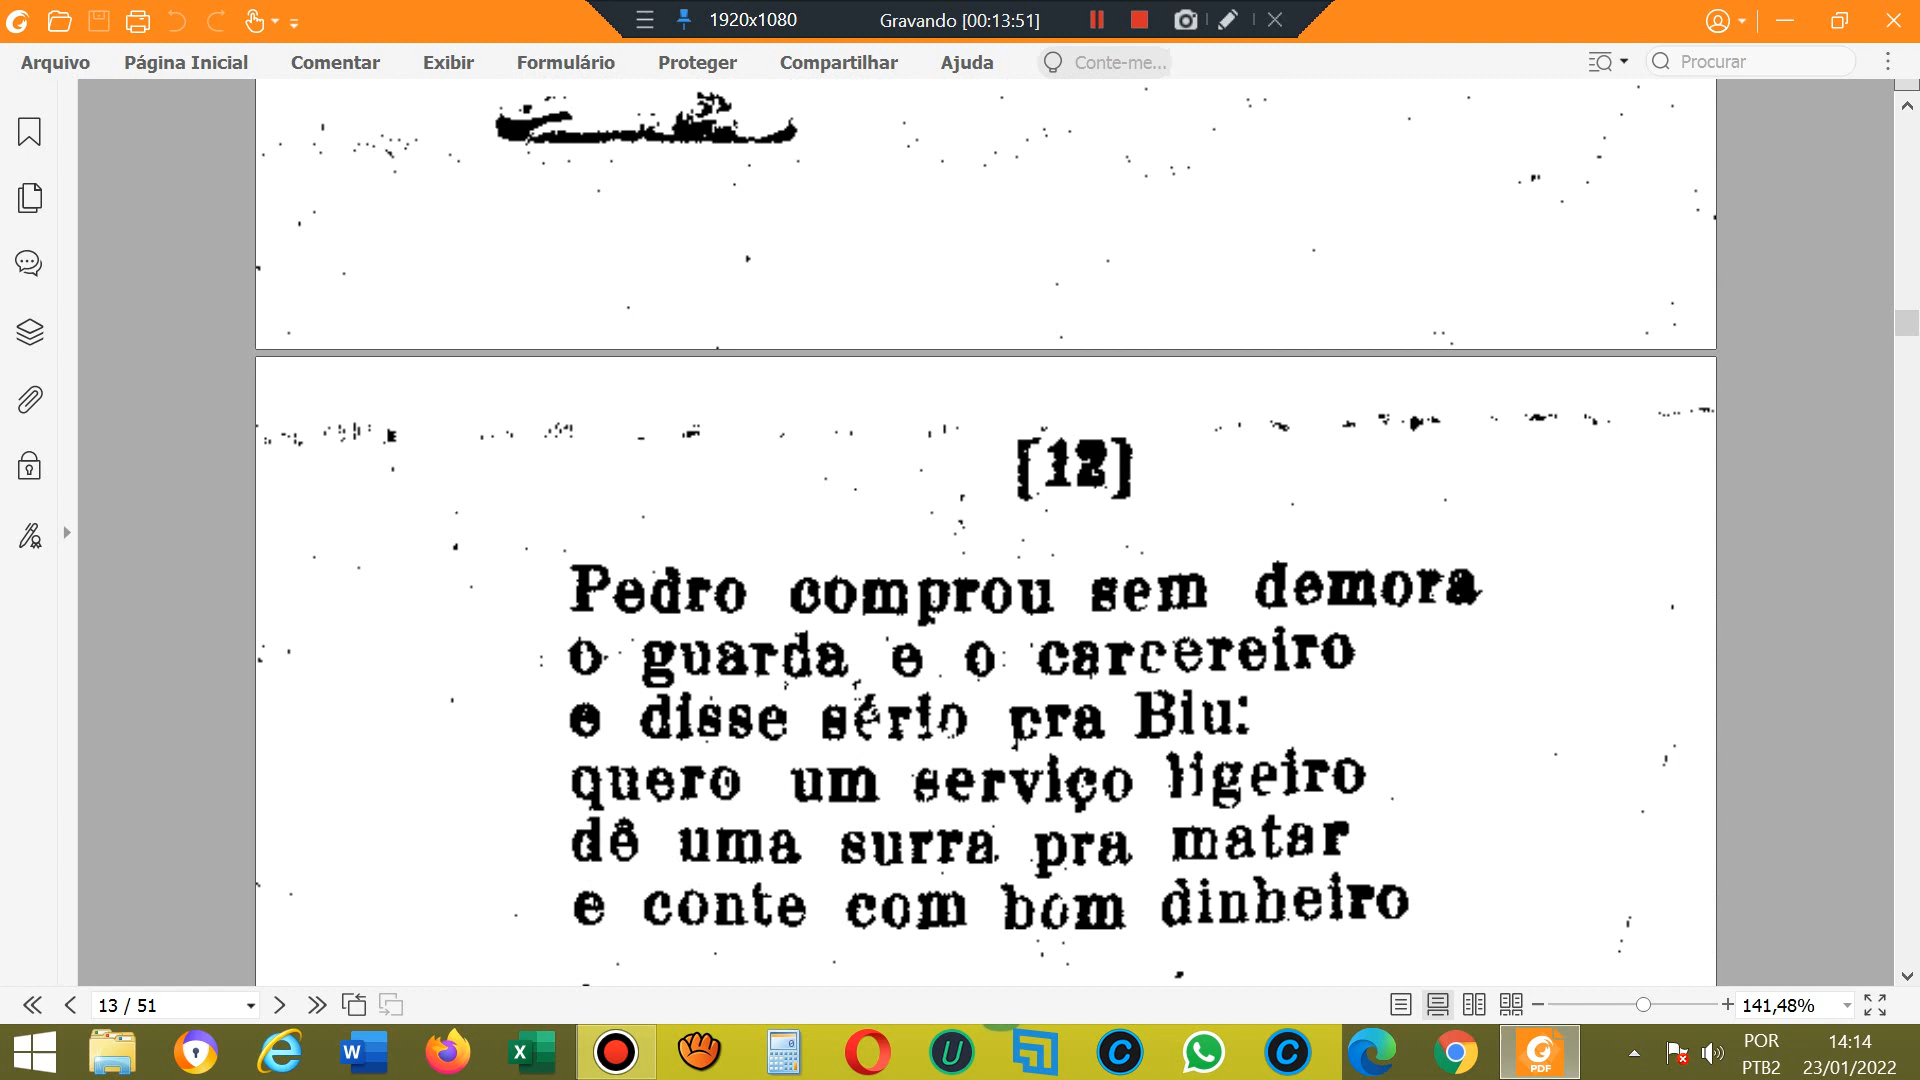 1920x1080
Gravando [00:13:51]
Arquivo Página Inicial Comentar Exibir Formulário Proteger Compartilhar Ajuda Conte-me... Procurar
[12]
Pedro comprou sem demora
o guarda e o carcereiro
e disse sério pra Biu:
quero um serviço ligeiro
dê uma surra pra matar
e conte com bom dinheiro
13 / 51
141,48%
POR 14:14
PTB2 23/01/2022
PDF